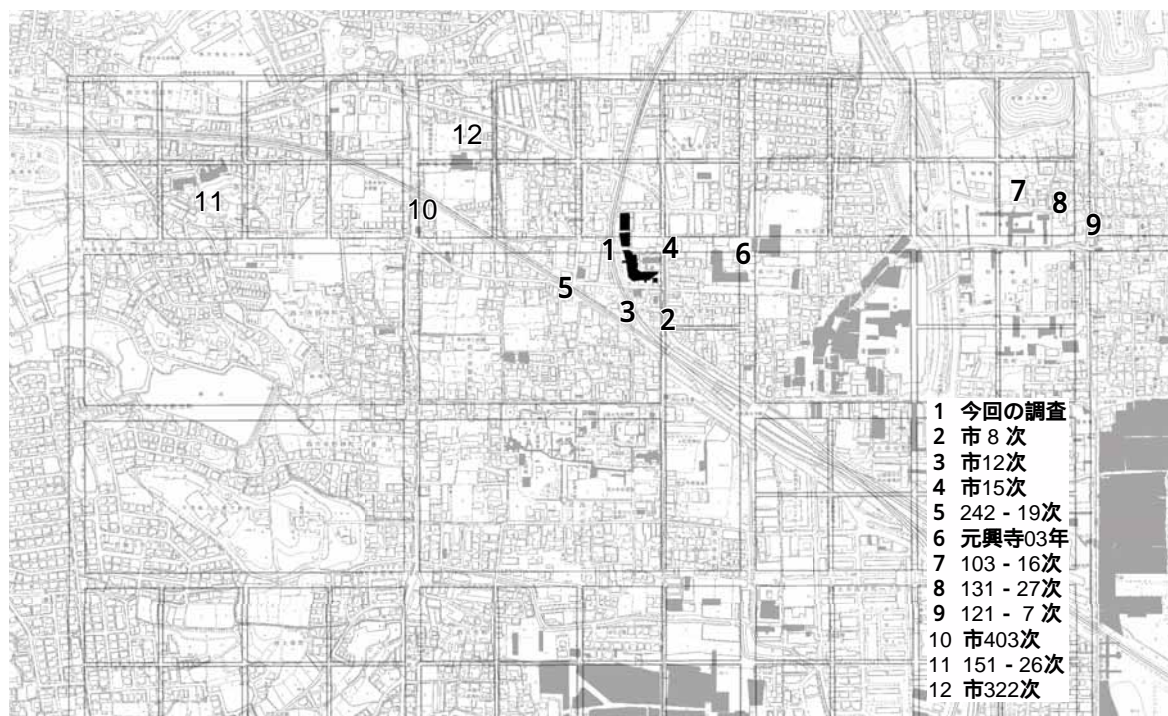 12
11
10
7
8
9
1
4
6
5
3
2
1 今回の調査
2 市 8 次
3 市12次
4 市15次
5 242 - 19次
6 元興寺03年
7 103 - 16次
8 131 - 27次
9 121 - 7 次
10 市403次
11 151 - 26次
12 市322次